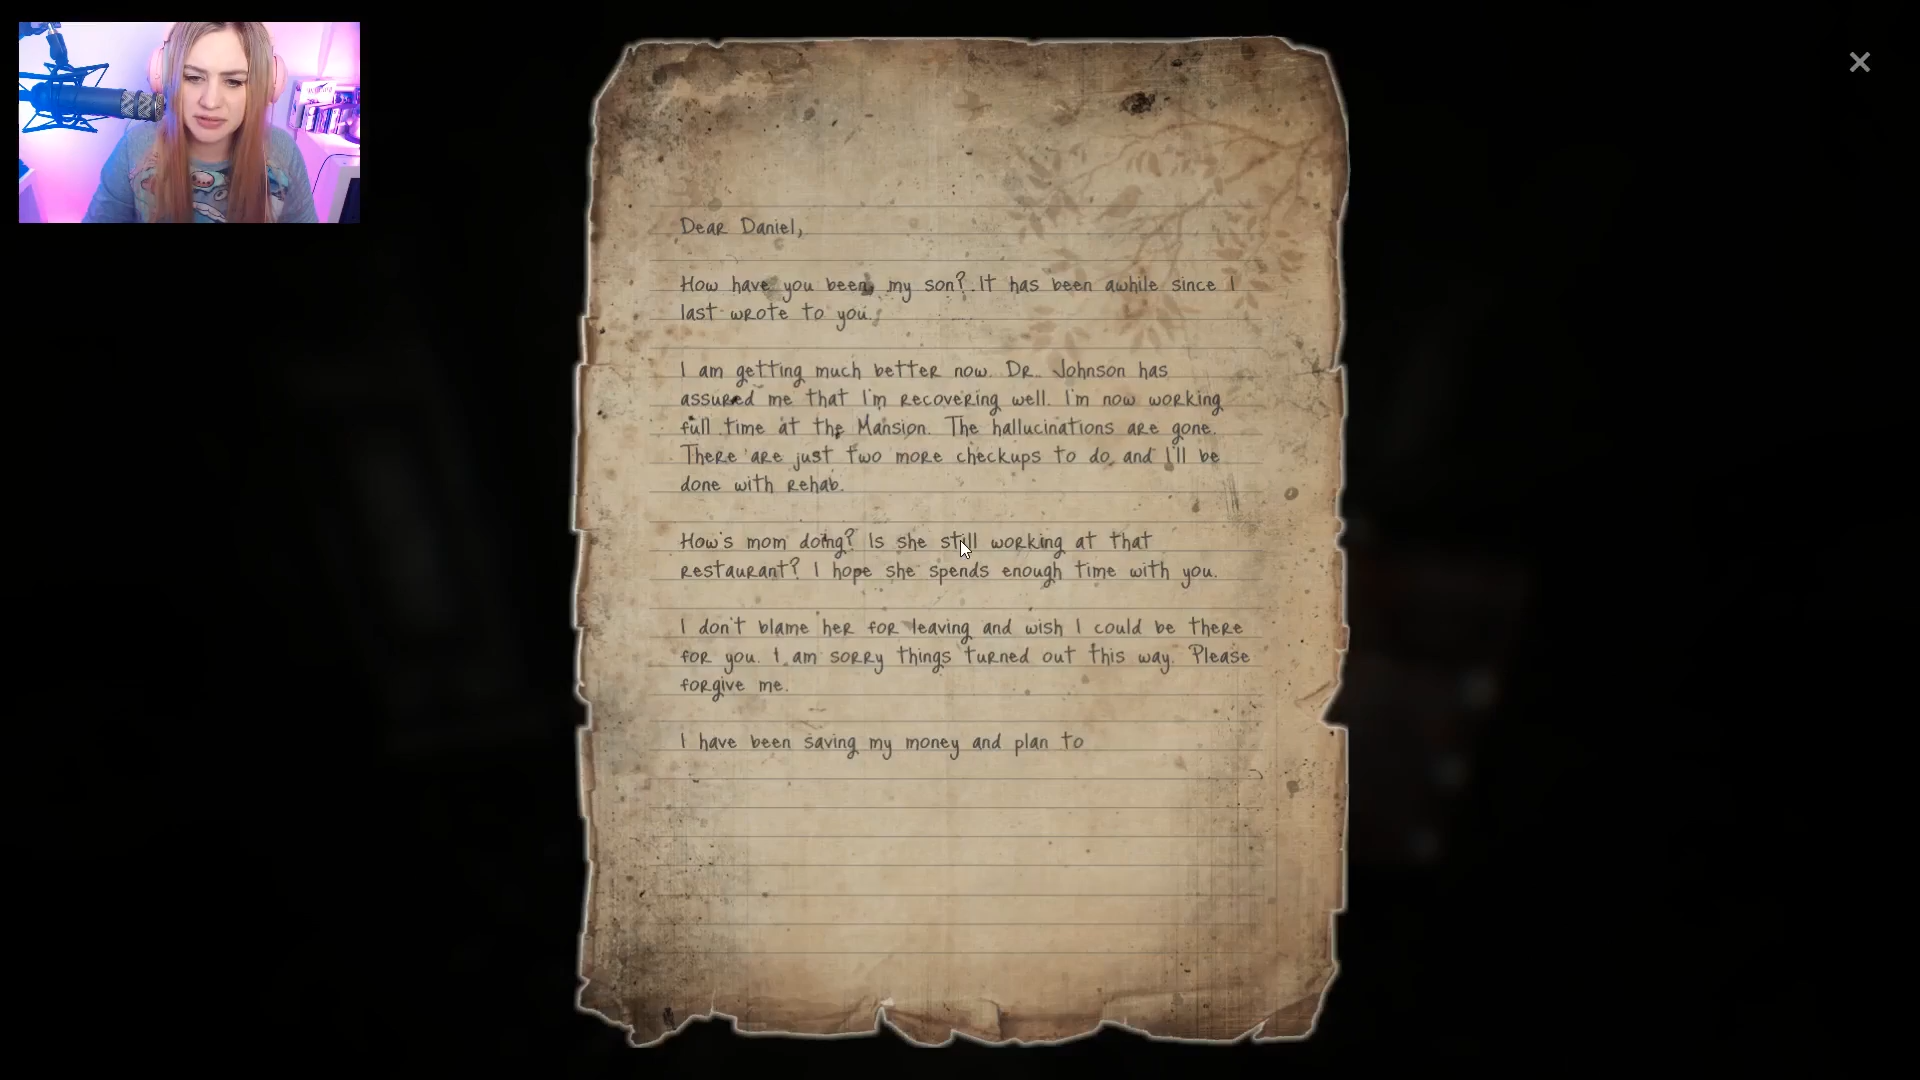 Dear Daniel,
How have you been, my son? It has been awhile since I
last wrote to you.
I am getting much better now. Dr. Johnson has
assured me that I'm recovering well. I'm now working
full time at the Mansion. The hallucinations are gone.
There are just two more checkups to do and I'll be
done with rehab.
How's mom doing? Is she still working at that
restaurant? I hope she spends enough time with you.
I don't blame her for leaving and wish I could be there
for you. I am sorry things turned out this way. Please
forgive me.
I have been saving my money and plan to